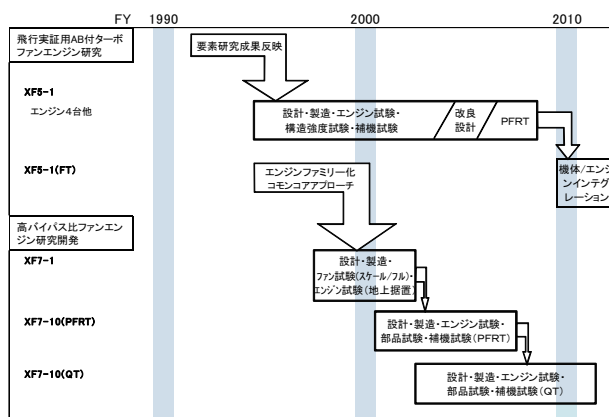 FY 1990 2000 2010
飛行実証用AB付ターボ
ファンエンジン研究
要素研究成果反映
XF5-1
エンジン4台他
設計・製造・エンジン試験・
構造強度試験・補機試験
改良
設計
PFRT
XF5-1(FT)
エンジンファミリー化
コモンコアアプローチ
機体/エンジ
ンインテグ
レーション
高バイパス比ファンエン
ジン研究開発
XF7-1
設計・製造・
ファン試験(スケール/フル)・
エンジン試験(地上据置)
XF7-10(PFRT)
設計・製造・エンジン試験・
部品試験・補機試験(PFRT)
XF7-10(QT)
設計・製造・エンジン試験・
部品試験・補機試験(QT)